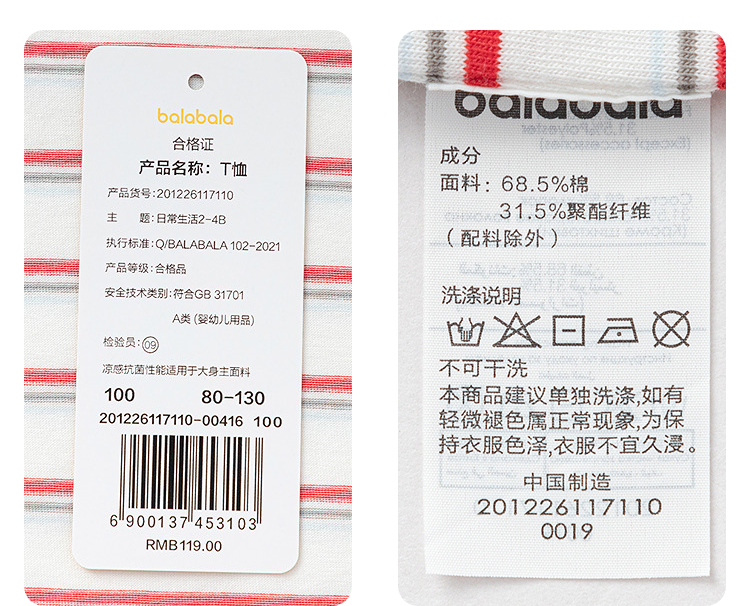 balabala
合格证
产品名称：T恤
产品货号:201226117110
主 题:日常生活2-4B
执行标准:Q/BALABALA 102-2021
产品等级:合格品
安全技术类别:符合GB 31701
A类 (婴幼儿用品)
检验员:09
凉感抗菌性能适用于大身主面料
100 80-130
201226117110-00416 100
6 900137 453103
RMB119.00
balabala
31.5%Polyester
(Except accessories)
成分
面料: 68.5%棉
31.5%聚酯纤维
(配料除外)
洗涤说明
不可干洗
本商品建议单独洗涤,如有
轻微褪色属正常现象,为保
持衣服色泽,衣服不宜久浸。
中国制造
201226117110
0019